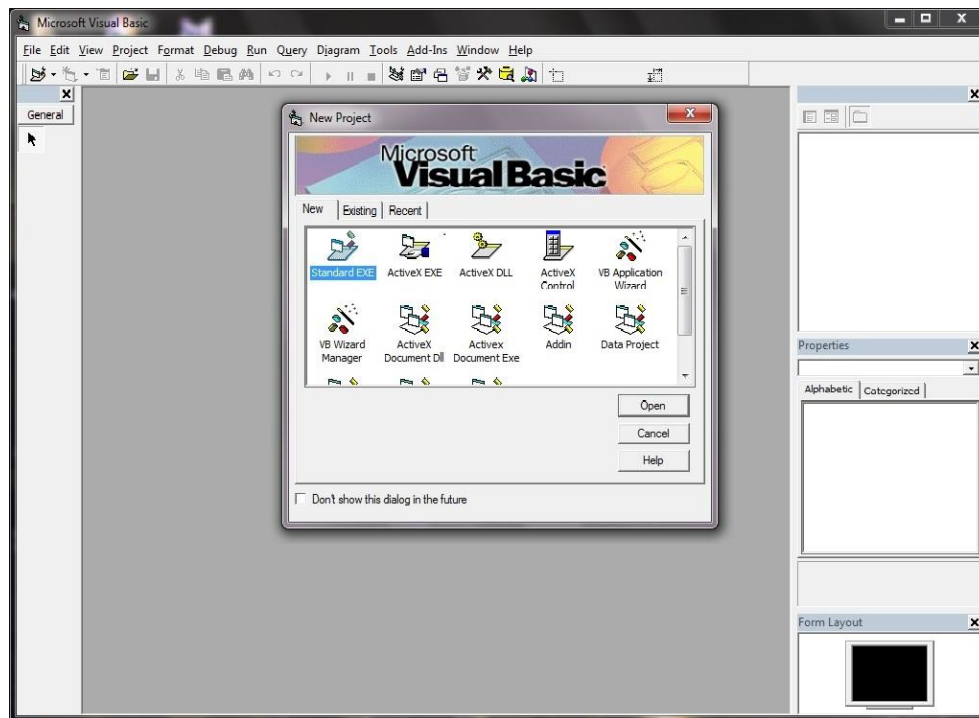 Microsoft Visual Basic
File Edit View Project Format Debug Run Query Diagram Tools Add-Ins Window Help
General
New Project
Microsoft
Visual Basic
New Existing Recent
Standard EXE ActiveX EXE ActiveX DLL ActiveX Control VB Application Wizard
VB Wizard Manager ActiveX Document Dll Activex Document Exe Addin Data Project
Open
Cancel
Help
Don't show this dialog in the future
Properties
Alphabetic Categorized
Form Layout